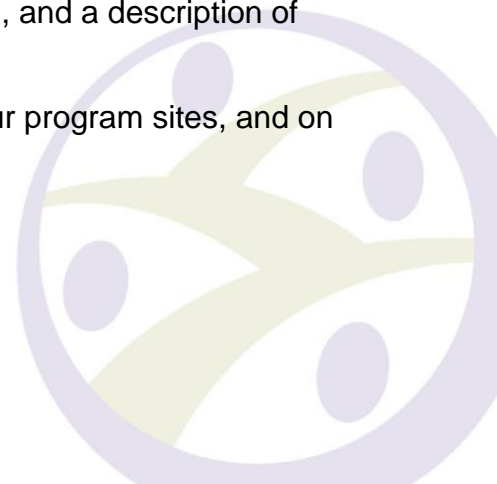 , and a description of
ur program sites, and on